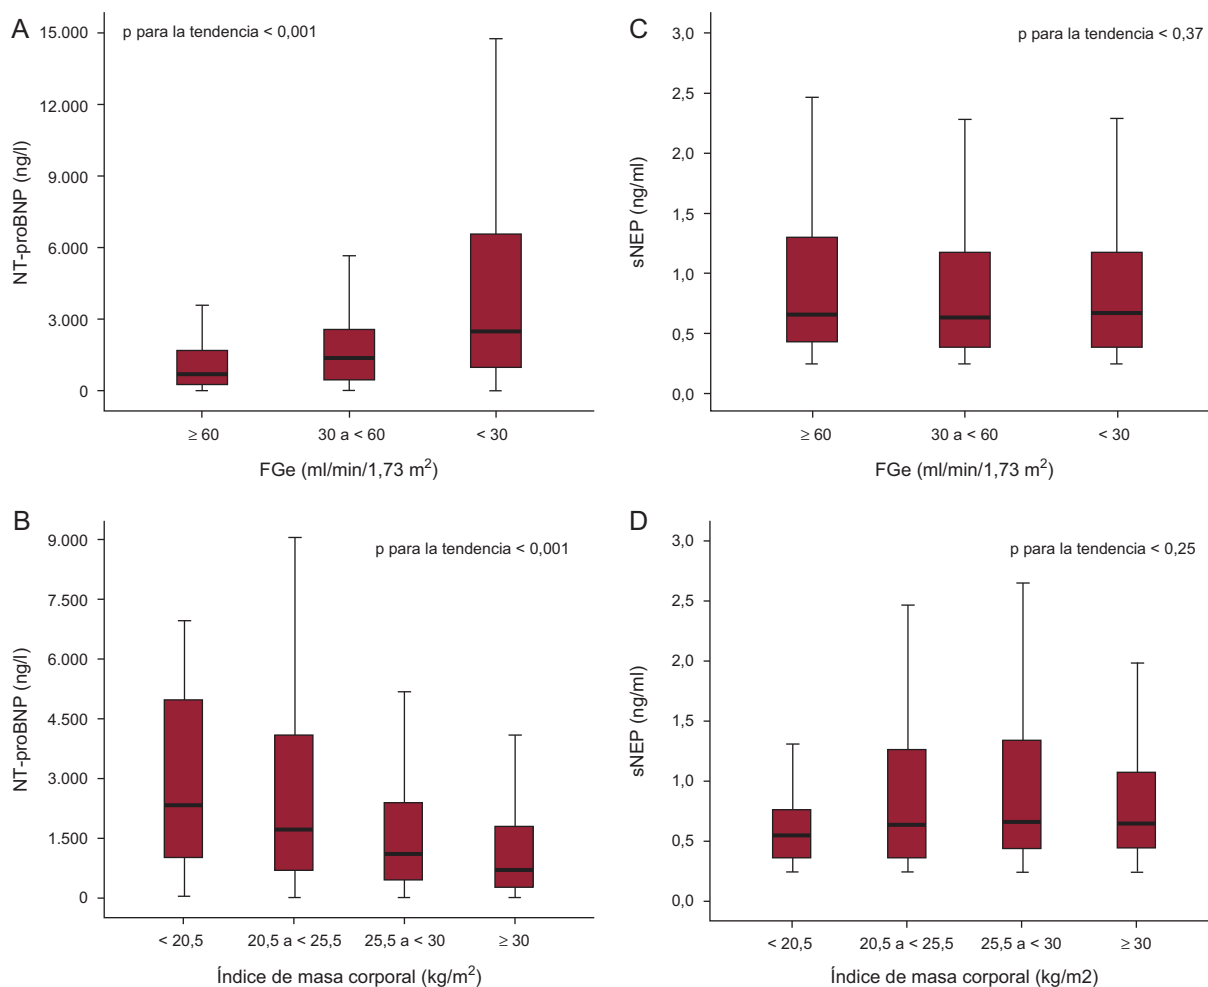 A
p para la tendencia < 0,001
NT-proBNP (ng/l)
15.000
12.000
9.000
6.000
3.000
0
≥ 60
30 a < 60
< 30
FGe (ml/min/1,73 m²)
C
p para la tendencia < 0,37
sNEP (ng/ml)
3,0
2,5
2,0
1,5
1,0
0,5
0,0
≥ 60
30 a < 60
< 30
FGe (ml/min/1,73 m²)
B
p para la tendencia < 0,001
NT-proBNP (ng/l)
9.000
7.500
6.000
4.500
3.000
1.500
0
< 20,5
20,5 a < 25,5
25,5 a < 30
≥ 30
Índice de masa corporal (kg/m²)
D
p para la tendencia < 0,25
sNEP (ng/ml)
3,0
2,5
2,0
1,5
1,0
0,5
0,0
< 20,5
20,5 a < 25,5
25,5 a < 30
≥ 30
Índice de masa corporal (kg/m2)